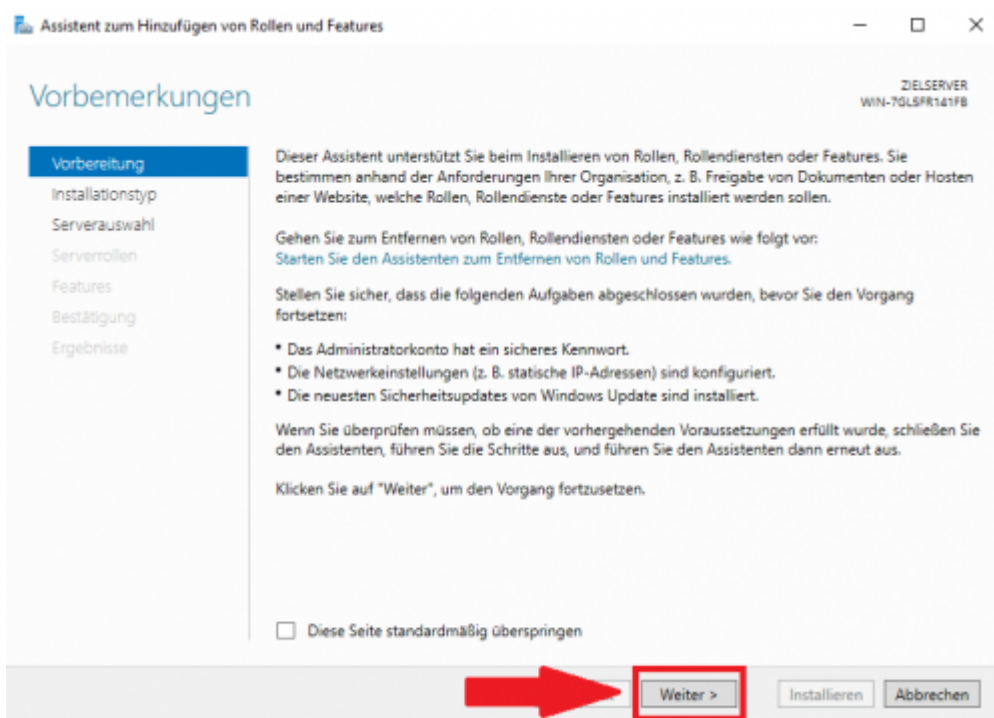 Assistent zum Hinzufügen von Rollen und Features
Vorbemerkungen
ZIELSERVER
WIN-7GLSFR141FB
Vorbereitung
Installationstyp
Serverauswahl
Serverrollen
Features
Bestätigung
Ergebnisse
Dieser Assistent unterstützt Sie beim Installieren von Rollen, Rollendiensten oder Features. Sie
bestimmen anhand der Anforderungen Ihrer Organisation, z. B. Freigabe von Dokumenten oder Hosten
einer Website, welche Rollen, Rollendienste oder Features installiert werden sollen.
Gehen Sie zum Entfernen von Rollen, Rollendiensten oder Features wie folgt vor:
Starten Sie den Assistenten zum Entfernen von Rollen und Features.
Stellen Sie sicher, dass die folgenden Aufgaben abgeschlossen wurden, bevor Sie den Vorgang
fortsetzen:
• Das Administratorkonto hat ein sicheres Kennwort.
• Die Netzwerkeinstellungen (z. B. statische IP-Adressen) sind konfiguriert.
• Die neuesten Sicherheitsupdates von Windows Update sind installiert.
Wenn Sie überprüfen müssen, ob eine der vorhergehenden Voraussetzungen erfüllt wurde, schließen Sie
den Assistenten, führen Sie die Schritte aus, und führen Sie den Assistenten dann erneut aus.
Klicken Sie auf "Weiter", um den Vorgang fortzusetzen.
Diese Seite standardmäßig überspringen
Weiter >
Installieren
Abbrechen